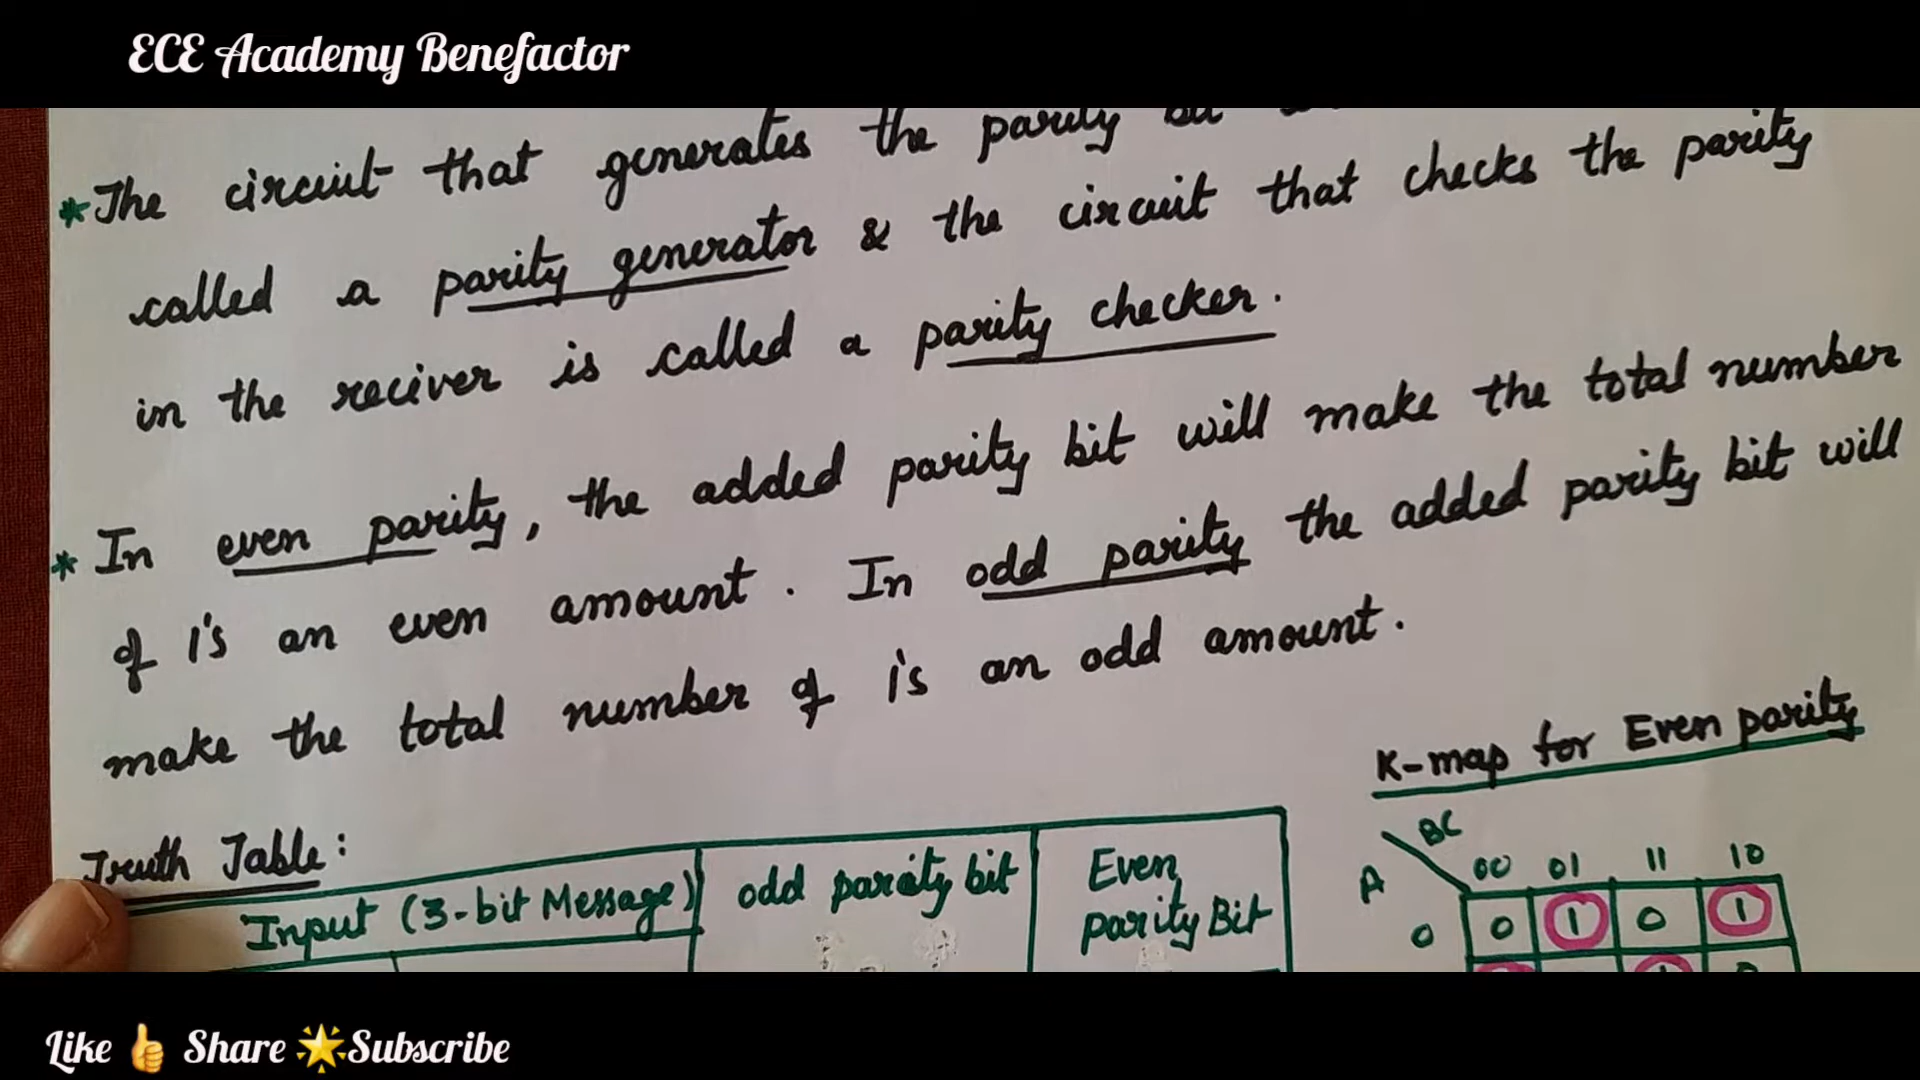 ECE Academy Benefactor
* The circuit that generates the parity bit
called a parity generator & the circuit that checks the parity
in the reciver is called a parity checker.
* In even parity, the added parity bit will make the total number
of 1's an even amount. In odd parity the added parity bit will
make the total number of 1's an odd amount.
K-map for Even parity
Truth Table:
Input (3-bit Message) odd parity bit Even parity Bit
A BC 00 01 11 10
0 0 1 0 1
Like 👍 Share 🌟Subscribe